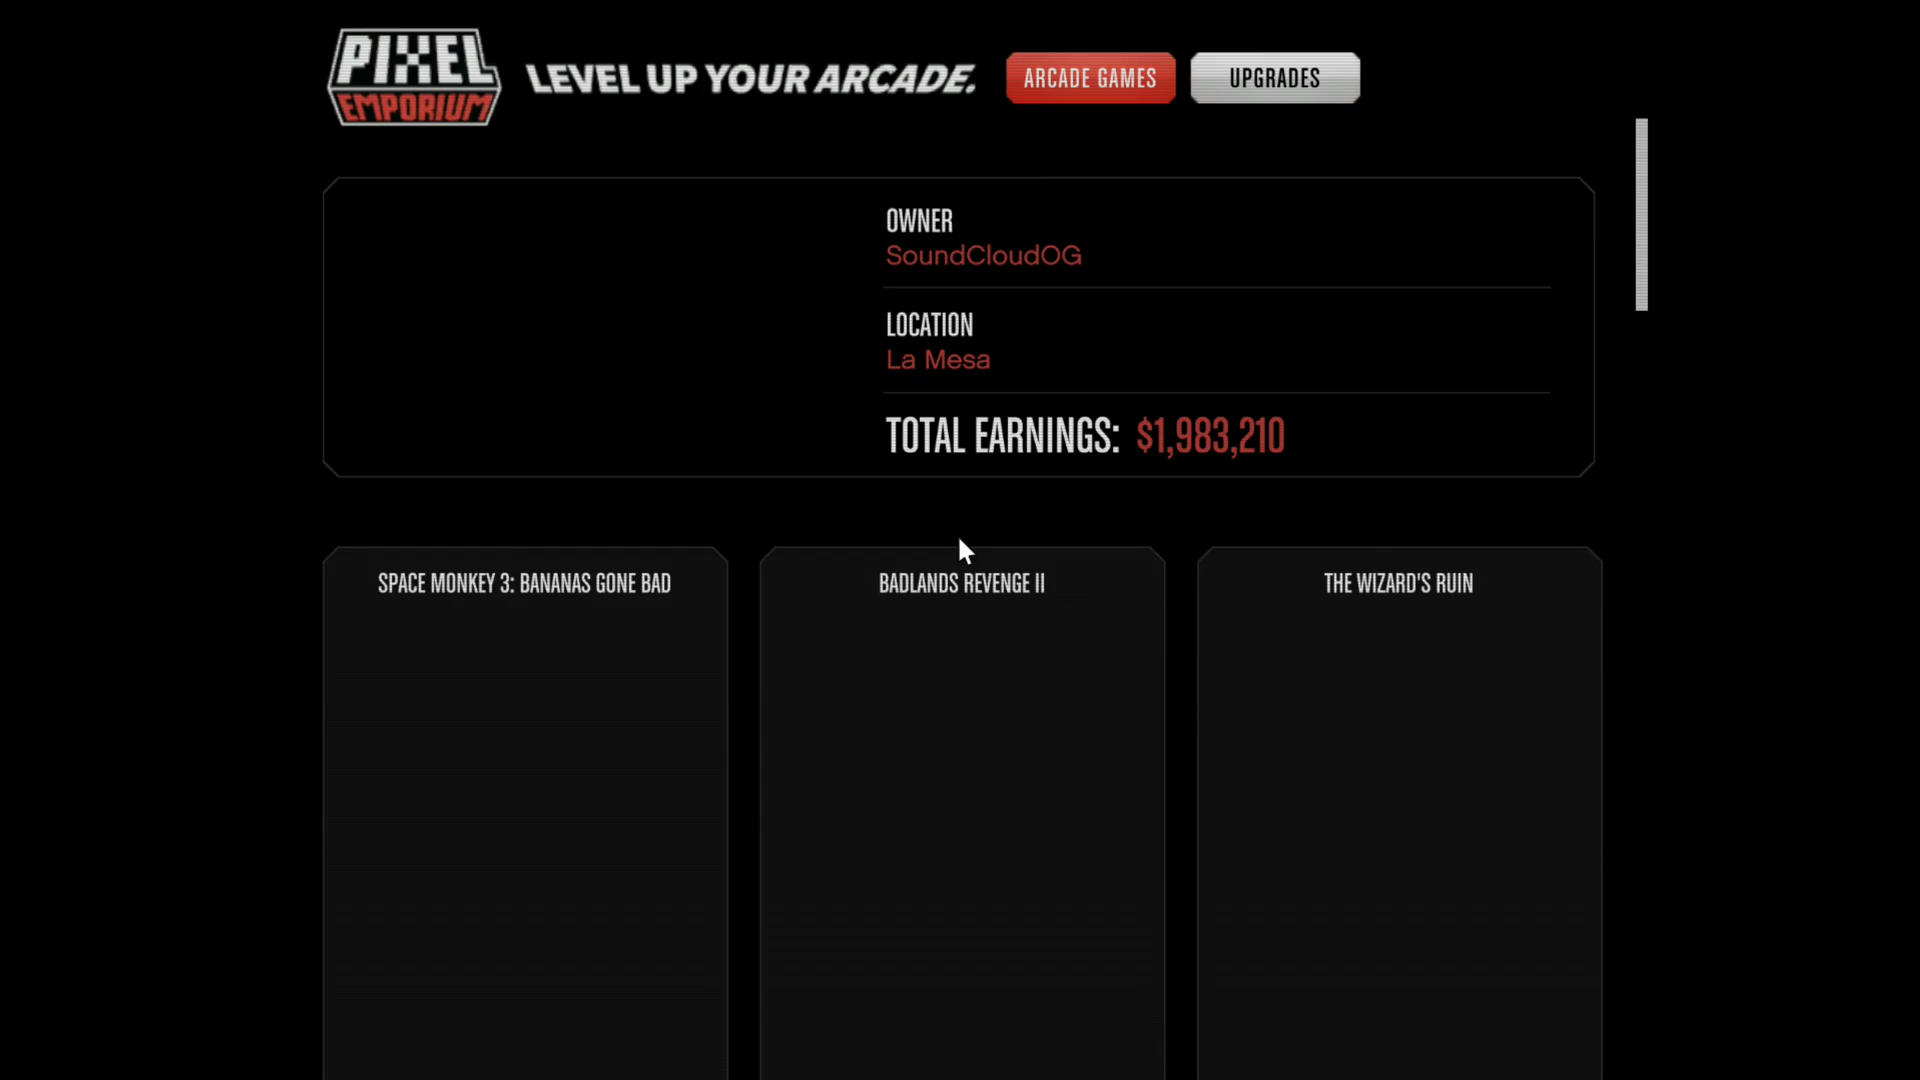 PIXEL
EMPORIUM
LEVEL UP YOUR ARCADE.
ARCADE GAMES
UPGRADES
OWNER
SoundCloudOG
LOCATION
La Mesa
TOTAL EARNINGS: $1,983,210
SPACE MONKEY 3: BANANAS GONE BAD
BADLANDS REVENGE II
THE WIZARD'S RUIN